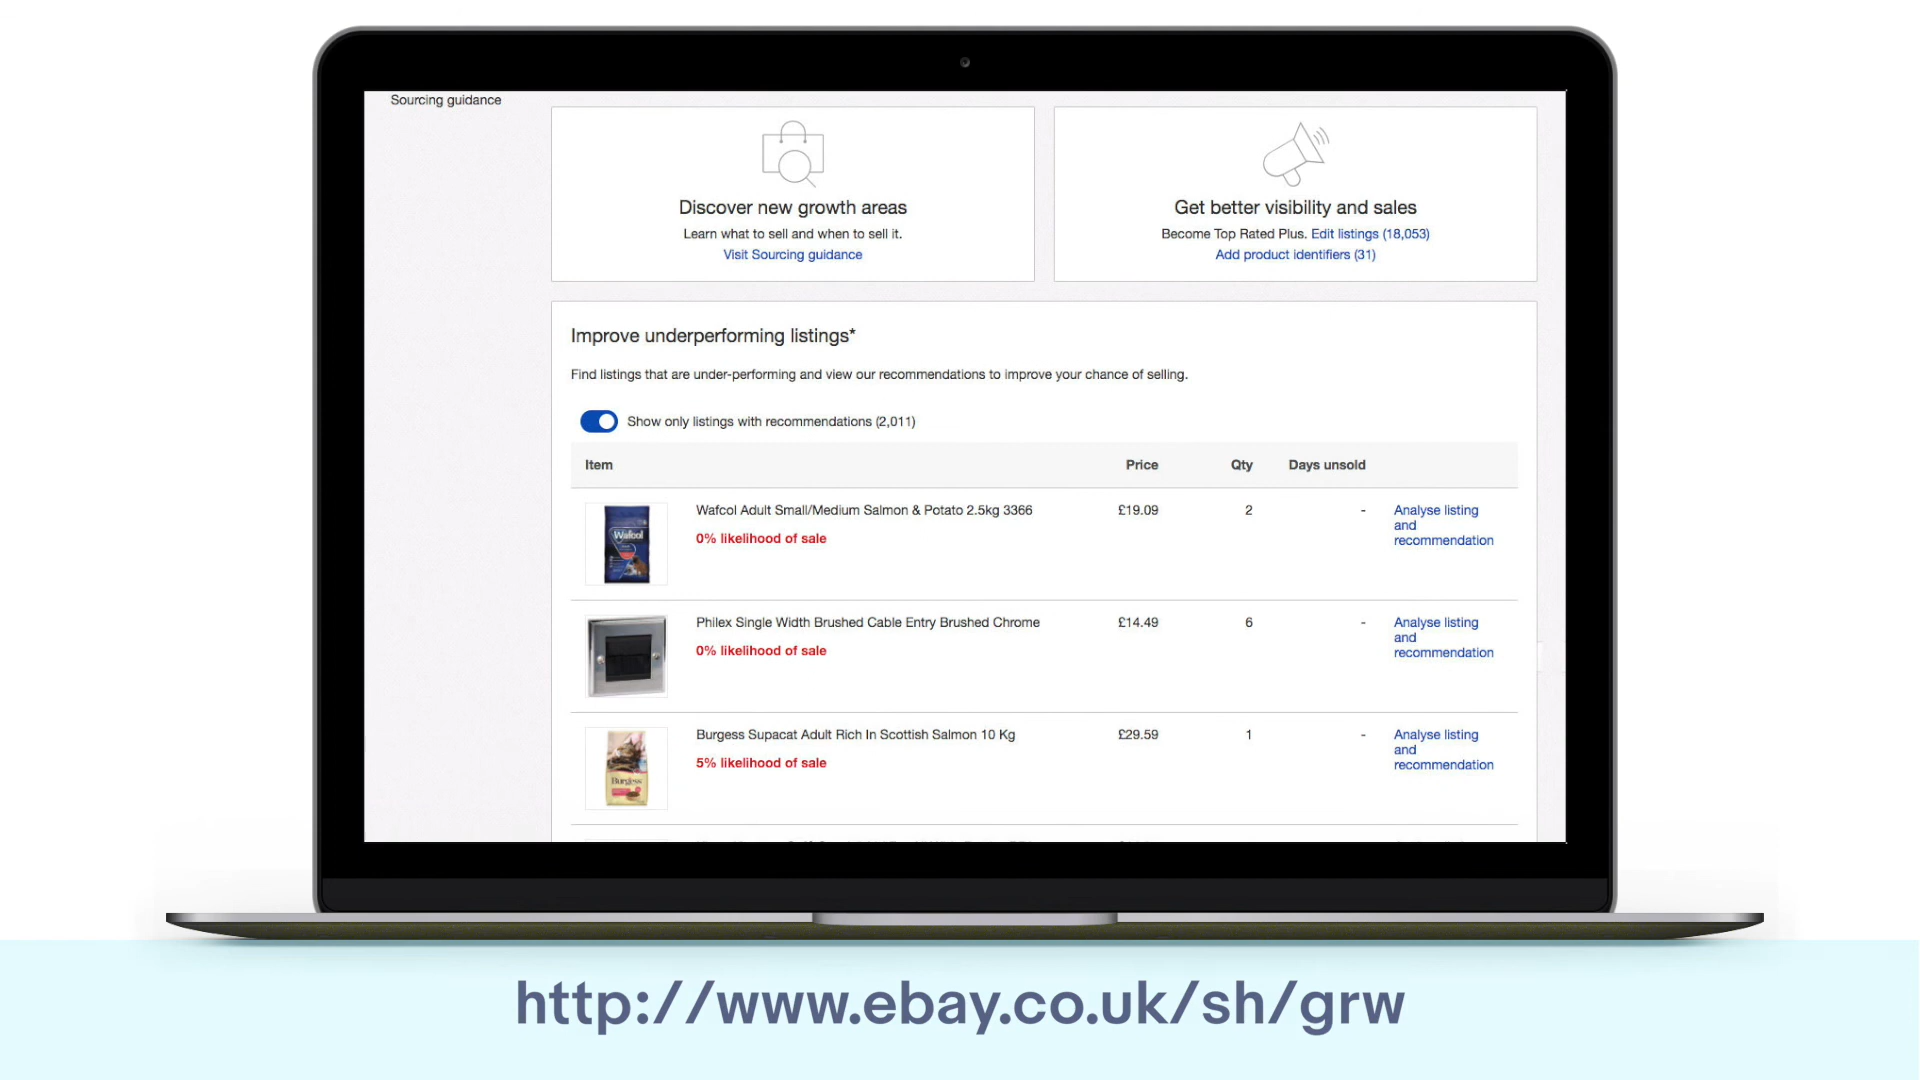 Sourcing guidance
Discover new growth areas
Learn what to sell and when to sell it.
Visit Sourcing guidance
Get better visibility and sales
Become Top Rated Plus. Edit listings (18,053)
Add product identifiers (31)
Improve underperforming listings*
Find listings that are under-performing and view our recommendations to improve your chance of selling.
Show only listings with recommendations (2,011)
Item Price Qty Days unsold
Wafcol Adult Small/Medium Salmon & Potato 2.5kg 3366 £19.09 2 - Analyse listing
and
recommendation
0% likelihood of sale
Wafcol
Philex Single Width Brushed Cable Entry Brushed Chrome £14.49 6 - Analyse listing
and
recommendation
0% likelihood of sale
Burgess Supacat Adult Rich In Scottish Salmon 10 Kg £29.59 1 - Analyse listing
and
recommendation
5% likelihood of sale
Burgess
http://www.ebay.co.uk/sh/grw